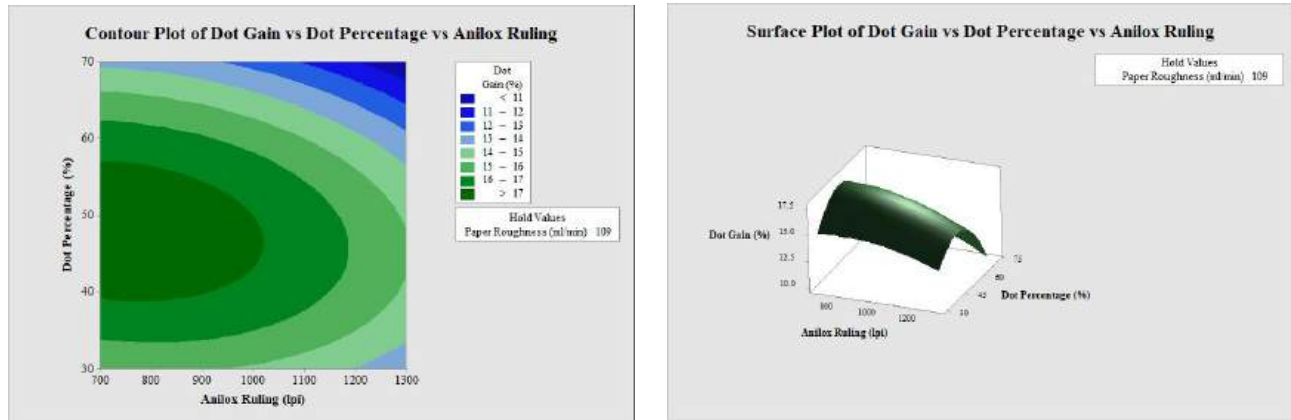 Contour Plot of Dot Gain vs Dot Percentage vs Anilox Ruling
70
60
50
40
30
Dot Percentage (%)
700 800 900 1000 1100 1200 1300
Anilox Ruling (lpi)
Dot
Gain (%)
< 11
11 – 12
12 – 13
13 – 14
14 – 15
15 – 16
16 – 17
> 17
Hold Values
Paper Roughness (ml/min) 109
Surface Plot of Dot Gain vs Dot Percentage vs Anilox Ruling
Hold Values
Paper Roughness (ml/min) 109
17.5
15.0
12.5
10.0
Dot Gain (%)
800 1000 1200
Anilox Ruling (lpi)
75
60
45
30
Dot Percentage (%)